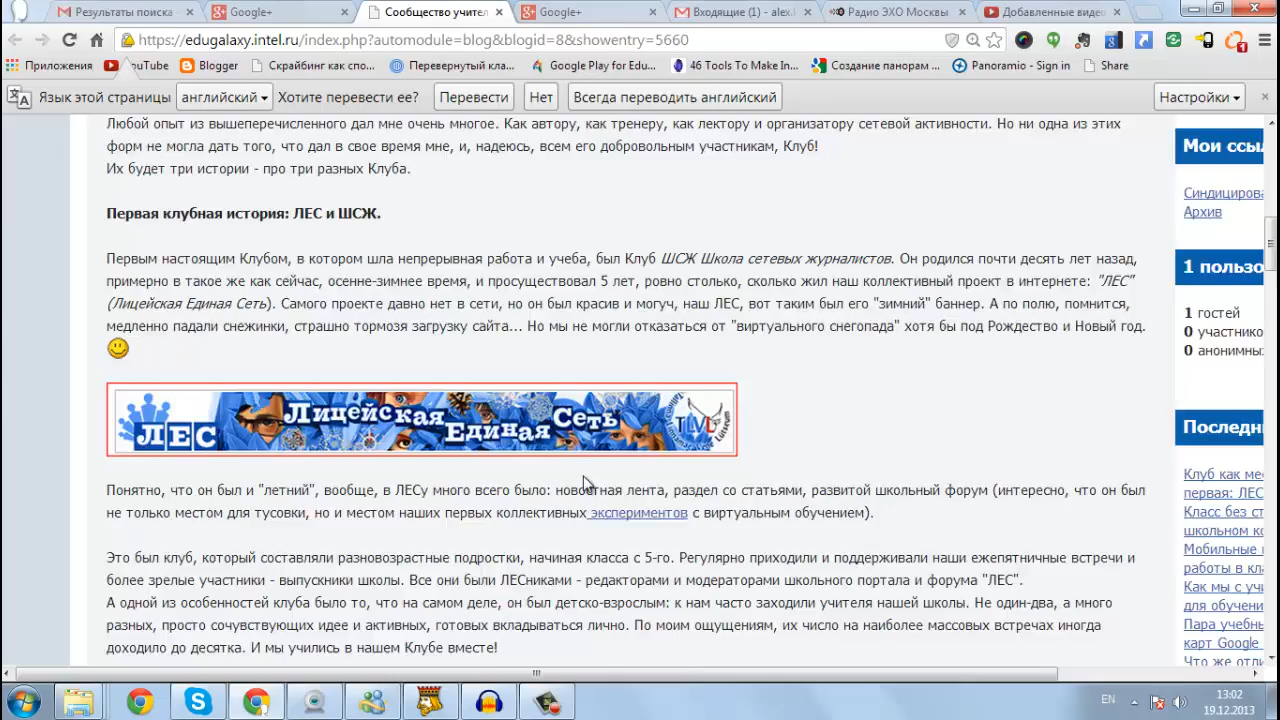 Результаты поиска
Google+
Сообщество учител
Google+
Входящие (1) - alex.
Радио ЭХО Москвы
Добавленные виде
https://edugalaxy.intel.ru/index.php?automodule=blog&blogid=8&showentry=5660
Приложения
YouTube
Blogger
Скрайбинг как спо...
Перевернутый кла...
Google Play for Edu...
46 Tools To Make In...
Создание панорам ...
Panoramio - Sign in
Share
Язык этой страницы
английский
Хотите перевести ее?
Перевести
Нет
Всегда переводить английский
Настройки
Любой опыт из вышеперечисленного дал мне очень многое. Как автору, как тренеру, как лектору и организатору сетевой активности. Но ни одна из этих
форм не могла дать того, что дал в свое время мне, и, надеюсь, всем его добровольным участникам, Клуб!
Их будет три истории - про три разных Клуба.
Первая клубная история: ЛЕС и ШСЖ.
Первым настоящим Клубом, в котором шла непрерывная работа и учеба, был Клуб ШСЖ Школа сетевых журналистов. Он родился почти десять лет назад,
примерно в такое же как сейчас, осенне-зимнее время, и просуществовал 5 лет, ровно столько, сколько жил наш коллективный проект в интернете: "ЛЕС"
(Лицейская Единая Сеть). Самого проекте давно нет в сети, но он был красив и могуч, наш ЛЕС, вот таким был его "зимний" баннер. А по полю, помнится,
медленно падали снежинки, страшно тормозя загрузку сайта... Но мы не могли отказаться от "виртуального снегопада" хотя бы под Рождество и Новый год.
ЛЕС
Лицейская
Единая Сеть
TLVL
Понятно, что он был и "летний", вообще, в ЛЕСу много всего было: новостная лента, раздел со статьями, развитой школьный форум (интересно, что он был
не только местом для тусовки, но и местом наших первых коллективных экспериментов с виртуальным обучением).
Это был клуб, который составляли разновозрастные подростки, начиная класса с 5-го. Регулярно приходили и поддерживали наши ежепятничные встречи и
более зрелые участники - выпускники школы. Все они были ЛЕСниками - редакторами и модераторами школьного портала и форума "ЛЕС".
А одной из особенностей клуба было то, что на самом деле, он был детско-взрослым: к нам часто заходили учителя нашей школы. Не один-два, а много
разных, просто сочувствующих идее и активных, готовых вкладываться лично. По моим ощущениям, их число на наиболее массовых встречах иногда
доходило до десятка. И мы учились в нашем Клубе вместе!
Мои ссыл
Синдицирова
Архив
1 пользо
1 гостей
0 участнико
0 анонимных
Последн
Клуб как мес
первая: ЛЕС
Класс без ст
школьном ко
Мобильные
работы в кла
Как мы с учи
для обучени
Пара учебны
карт Google
Что же отли
EN
13:02
19.12.2013